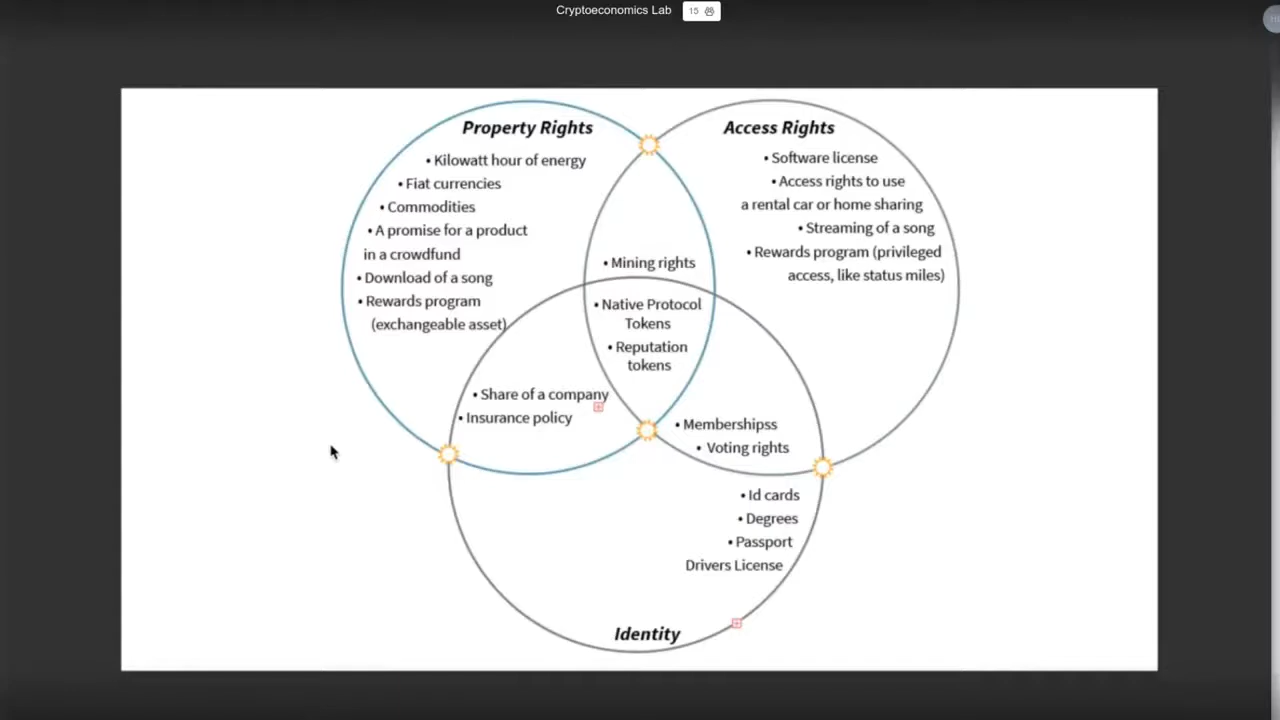 Cryptoeconomics Lab 15
Property Rights
• Kilowatt hour of energy
• Fiat currencies
• Commodities
• A promise for a product
in a crowdfund
• Download of a song
• Rewards program
(exchangeable asset)
Access Rights
• Software license
• Access rights to use
a rental car or home sharing
• Streaming of a song
• Rewards program (privileged
access, like status miles)
• Mining rights
• Native Protocol
Tokens
• Reputation
tokens
• Share of a company
• Insurance policy
• Membershipss
• Voting rights
• Id cards
• Degrees
• Passport
Drivers License
Identity